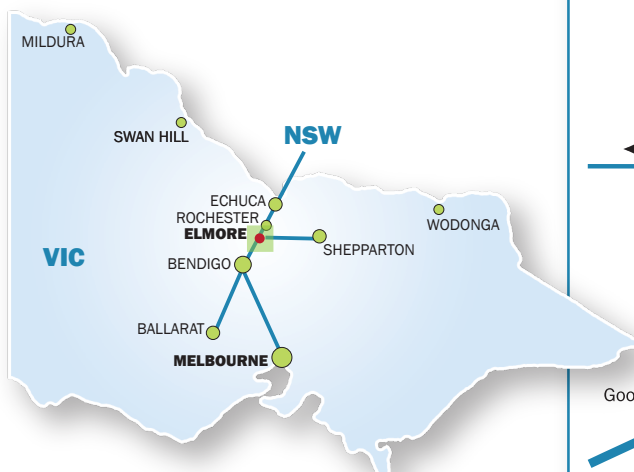 MILDURA
SWAN HILL
NSW
ECHUCA
ROCHESTER
WODONGA
ELMORE
SHEPPARTON
VIC
BENDIGO
BALLARAT
MELBOURNE
Goo